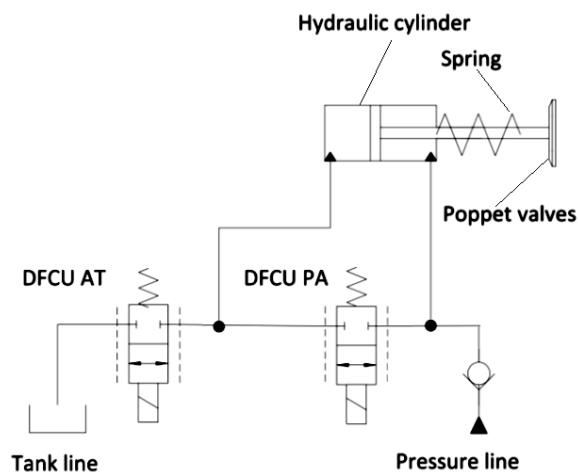 Hydraulic cylinder
Spring
Poppet valves
DFCU AT
DFCU PA
Tank line
Pressure line